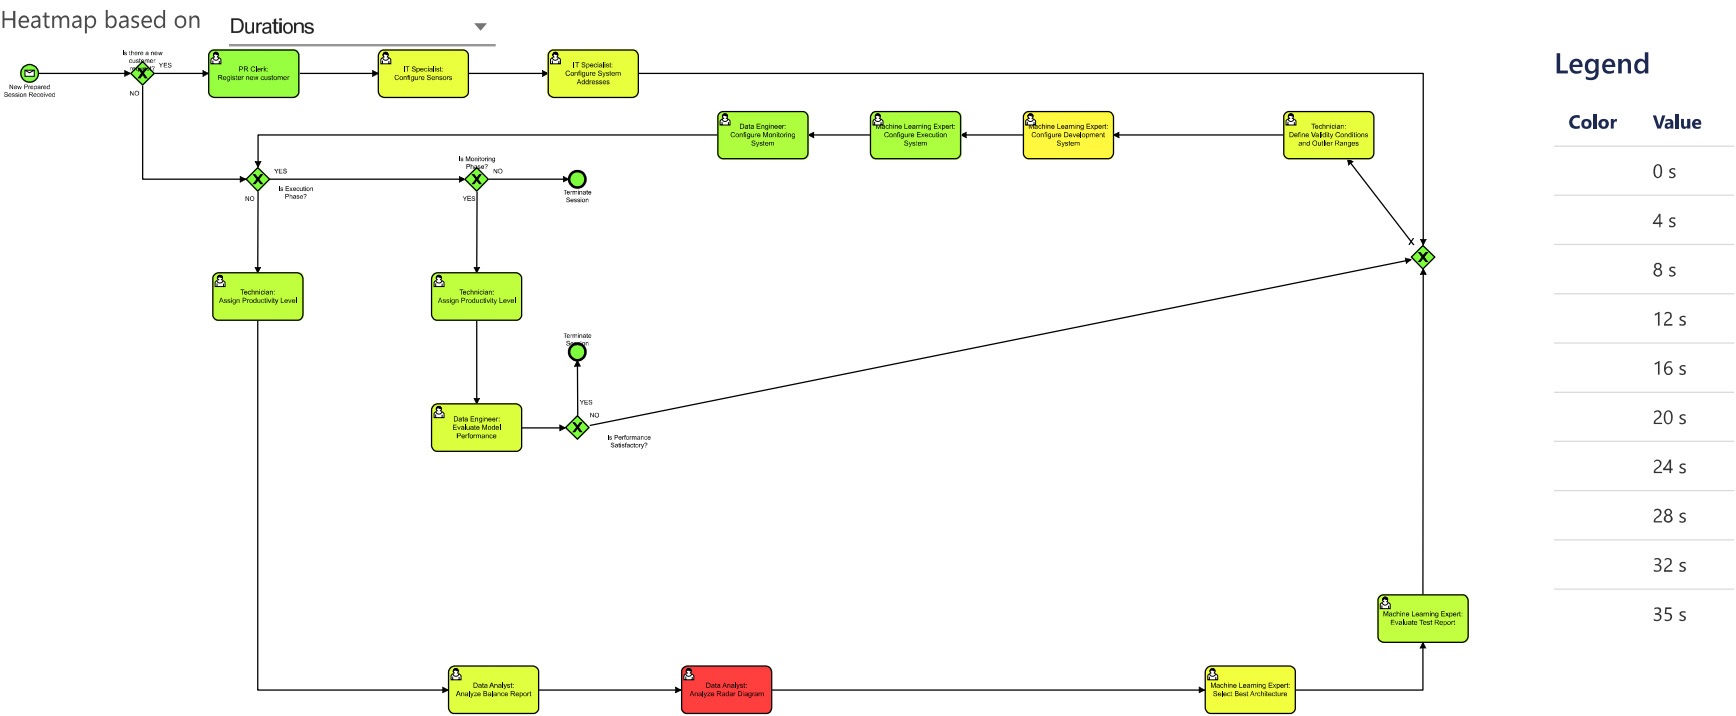 Heatmap based on Durations
Is there a new
customer
request?
YES
NO
New Prepared
Session Received
PR Clerk:
Register new customer
IT Specialist:
Configure Sensors
IT Specialist:
Configure System
Addresses
Data Engineer:
Configure Monitoring
System
Machine Learning Expert:
Configure Execution
System
Machine Learning Expert:
Configure Development
System
Technician:
Define Validity Conditions
and Outlier Ranges
YES
Is Execution
Phase?
NO
Is Monitoring
Phase?
NO
YES
Terminate
Session
X
Technician:
Assign Productivity Level
Technician:
Assign Productivity Level
Terminate
Session
YES
NO
Is Performance
Satisfactory?
Data Engineer:
Evaluate Model
Performance
Machine Learning Expert:
Evaluate Test Report
Data Analyst:
Analyze Balance Report
Data Analyst:
Analyze Radar Diagram
Machine Learning Expert:
Select Best Architecture
Legend
Color Value
0 s
4 s
8 s
12 s
16 s
20 s
24 s
28 s
32 s
35 s